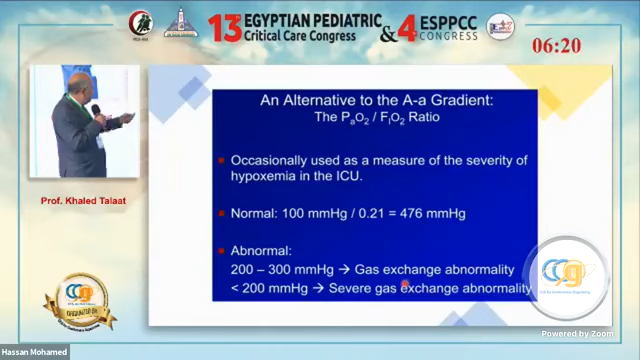 13 EGYPTIAN PEDIATRIC
Critical Care Congress
& 4 ESPPCC
CONGRESS
06:20
An Alternative to the A-a Gradient:
The PaO2 / FIO2 Ratio
Occasionally used as a measure of the severity of
hypoxemia in the ICU.
Normal: 100 mmHg / 0.21 = 476 mmHg
Abnormal:
200 – 300 mmHg → Gas exchange abnormality
< 200 mmHg → Severe gas exchange abnormality
Prof. Khaled Talaat
Powered by Zoom
Hassan Mohamed